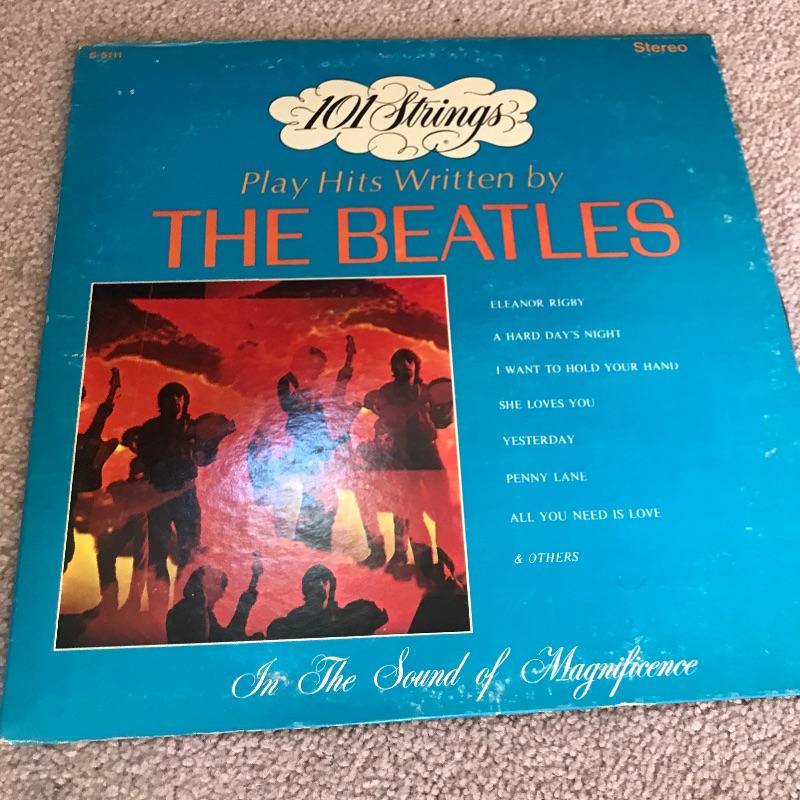 S-5111
Stereo
101 Strings
Play Hits Written by
THE BEATLES
ELEANOR RIGBY
A HARD DAY'S NIGHT
I WANT TO HOLD YOUR HAND
SHE LOVES YOU
YESTERDAY
PENNY LANE
ALL YOU NEED IS LOVE
& OTHERS
In The Sound of Magnificence